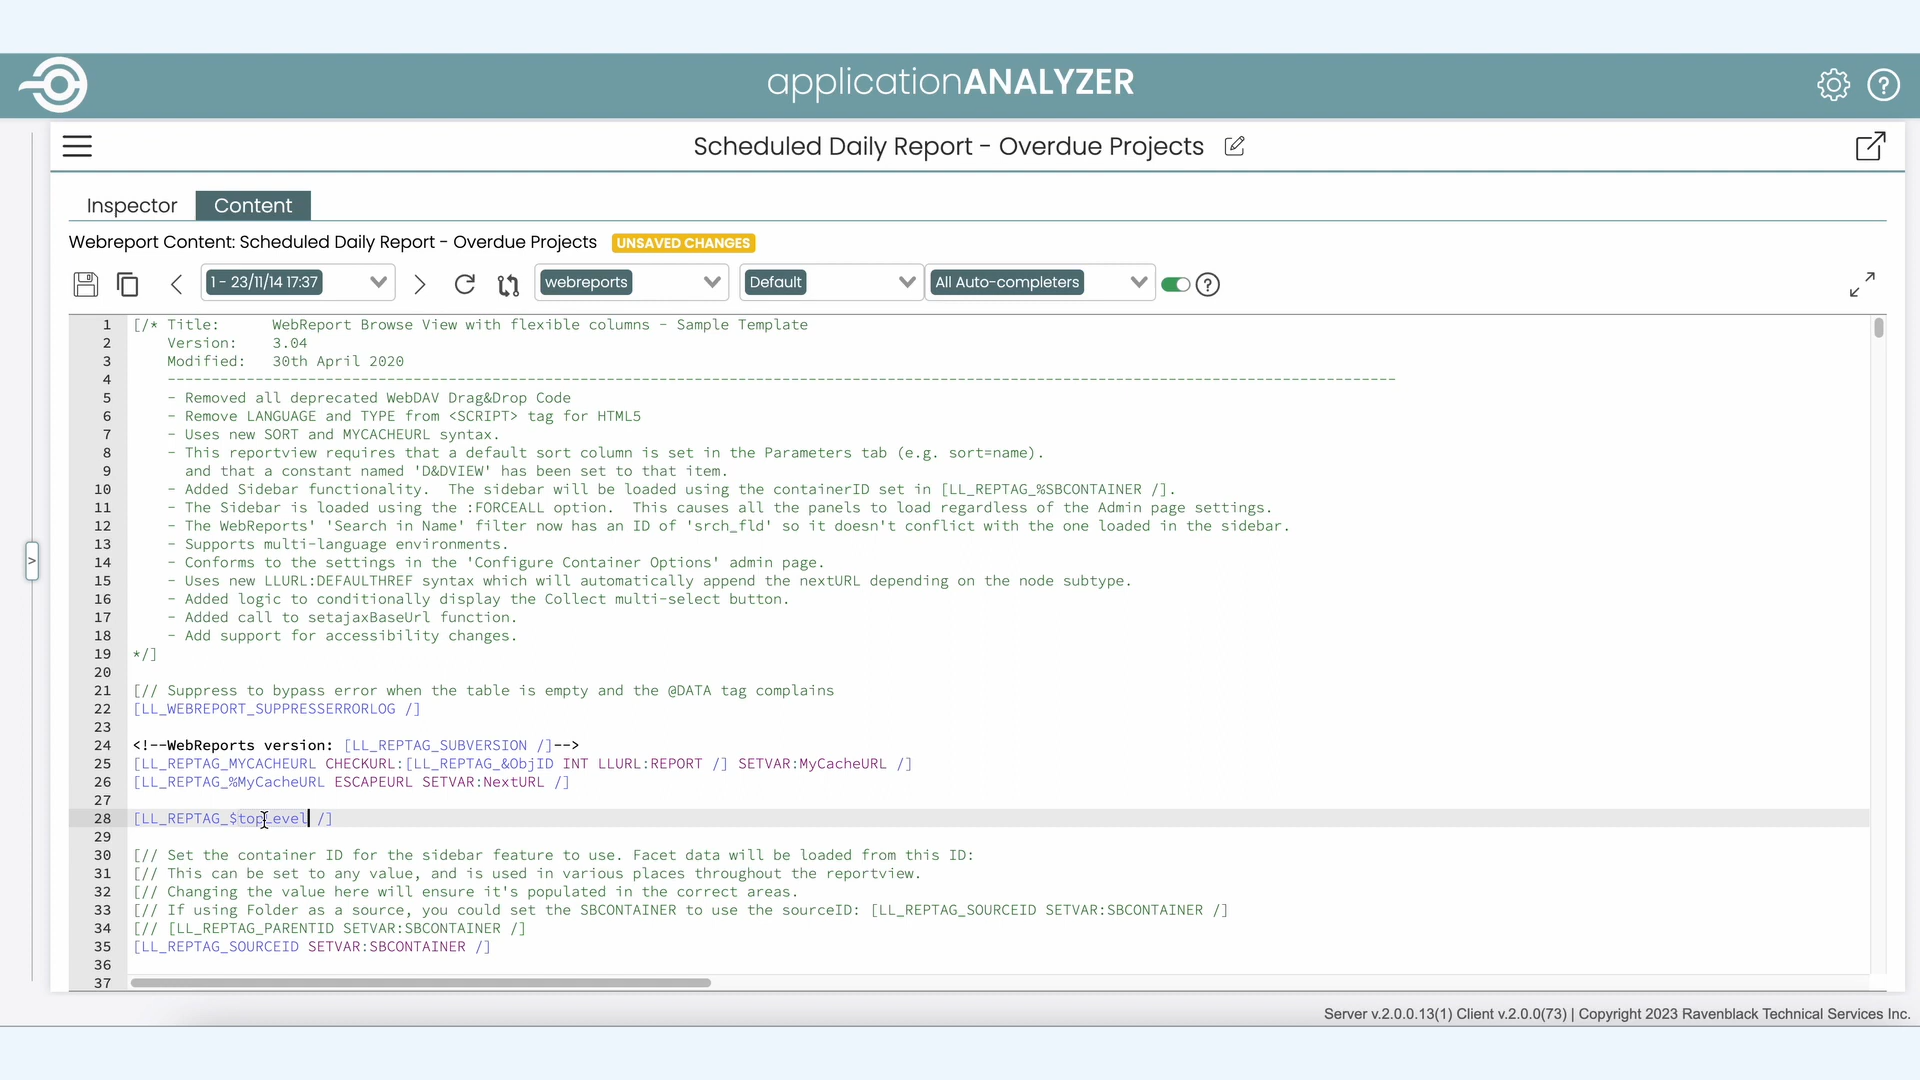 applicationANALYZER
Scheduled Daily Report - Overdue Projects
Inspector Content
Webreport Content: Scheduled Daily Report - Overdue Projects UNSAVED CHANGES
1 - 23/11/14 17:37 webreports Default All Auto-completers
1 [/* Title: WebReport Browse View with flexible columns - Sample Template
2 Version: 3.04
3 Modified: 30th April 2020
4 --------------------------------------------------------------------------------------------------------------------------------------------
5 - Removed all deprecated WebDAV Drag&Drop Code
6 - Remove LANGUAGE and TYPE from <SCRIPT> tag for HTML5
7 - Uses new SORT and MYCACHEURL syntax.
8 - This reportview requires that a default sort column is set in the Parameters tab (e.g. sort=name).
9 and that a constant named 'D&DVIEW' has been set to that item.
10 - Added Sidebar functionality. The sidebar will be loaded using the containerID set in [LL_REPTAG_%SBCONTAINER /].
11 - The Sidebar is loaded using the :FORCEALL option. This causes all the panels to load regardless of the Admin page settings.
12 - The WebReports' 'Search in Name' filter now has an ID of 'srch_fld' so it doesn't conflict with the one loaded in the sidebar.
13 - Supports multi-language environments.
14 - Conforms to the settings in the 'Configure Container Options' admin page.
15 - Uses new LLURL:DEFAULTHREF syntax which will automatically append the nextURL depending on the node subtype.
16 - Added logic to conditionally display the Collect multi-select button.
17 - Added call to setajaxBaseUrl function.
18 - Add support for accessibility changes.
19 */]
20
21 [// Suppress to bypass error when the table is empty and the @DATA tag complains
22 [LL_WEBREPORT_SUPPRESSERRORLOG /]
23
24 <!--WebReports version: [LL_REPTAG_SUBVERSION /]-->
25 [LL_REPTAG_MYCACHEURL CHECKURL:[LL_REPTAG_&ObjID INT LLURL:REPORT /] SETVAR:MyCacheURL /]
26 [LL_REPTAG_%MyCacheURL ESCAPEURL SETVAR:NextURL /]
27
28 [LL_REPTAG_$topLevel /]
29
30 [// Set the container ID for the sidebar feature to use. Facet data will be loaded from this ID:
31 [// This can be set to any value, and is used in various places throughout the reportview.
32 [// Changing the value here will ensure it's populated in the correct areas.
33 [// If using Folder as a source, you could set the SBCONTAINER to use the sourceID: [LL_REPTAG_SOURCEID SETVAR:SBCONTAINER /]
34 [// [LL_REPTAG_PARENTID SETVAR:SBCONTAINER /]
35 [LL_REPTAG_SOURCEID SETVAR:SBCONTAINER /]
36
37
Server v.2.0.0.13(1) Client v.2.0.0(73) | Copyright 2023 Ravenblack Technical Services Inc.